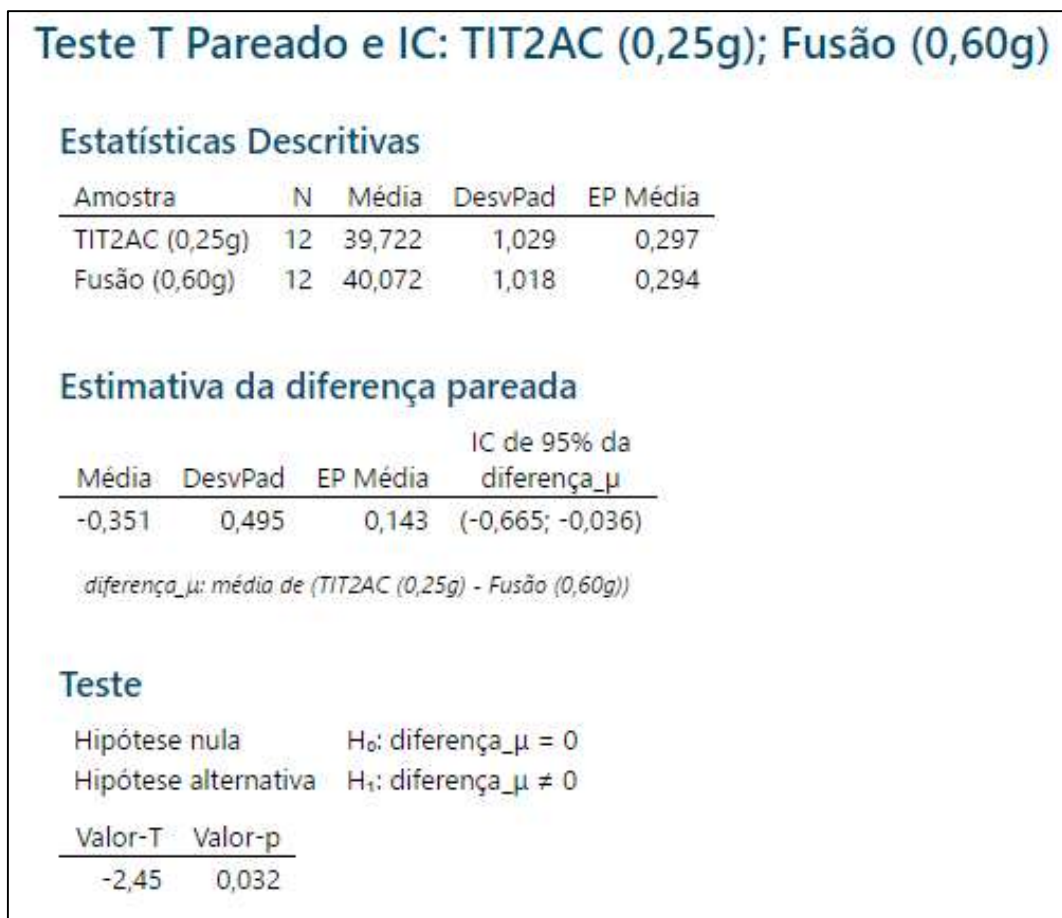 Teste T Pareado e IC: TIT2AC (0,25g); Fusão (0,60g)
Estatísticas Descritivas
Amostra N Média DesvPad EP Média
TIT2AC (0,25g) 12 39,722 1,029 0,297
Fusão (0,60g) 12 40,072 1,018 0,294
Estimativa da diferença pareada
IC de 95% da
Média DesvPad EP Média diferença_μ
-0,351 0,495 0,143 (-0,665; -0,036)
diferença_μ: média de (TIT2AC (0,25g) - Fusão (0,60g))
Teste
Hipótese nula H₀: diferença_μ = 0
Hipótese alternativa H₁: diferença_μ ≠ 0
Valor-T Valor-p
-2,45 0,032